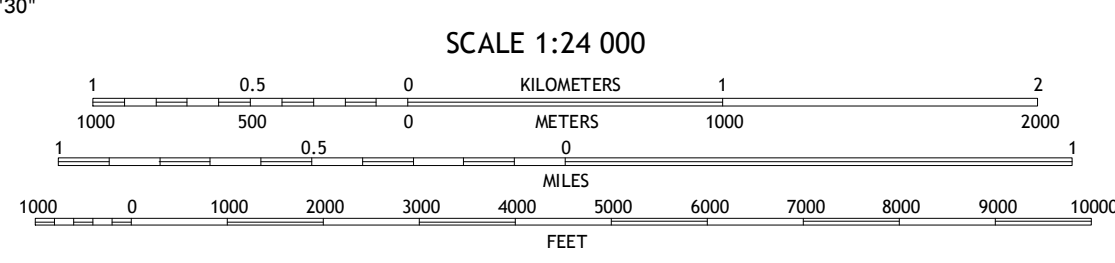 '30"
SCALE 1:24 000
1 0.5 0 KILOMETERS 1 2
1000 500 0 METERS 1000 2000
1 0.5 0 1
MILES
1000 0 1000 2000 3000 4000 5000 6000 7000 8000 9000 10000
FEET